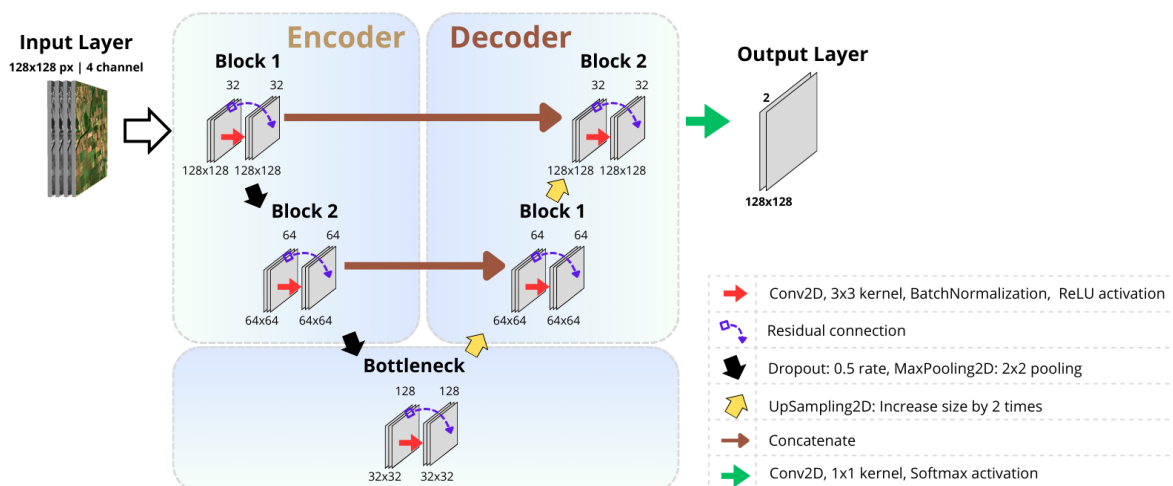 Input Layer
128x128 px | 4 channel
Encoder
Block 1
32 32
128x128 128x128
Block 2
64 64
64x64 64x64
Decoder
Block 2
32 32
128x128 128x128
Block 1
64 64
64x64 64x64
Bottleneck
128 128
32x32 32x32
Output Layer
2
128x128
Conv2D, 3x3 kernel, BatchNormalization, ReLU activation
Residual connection
Dropout: 0.5 rate, MaxPooling2D: 2x2 pooling
UpSampling2D: Increase size by 2 times
Concatenate
Conv2D, 1x1 kernel, Softmax activation